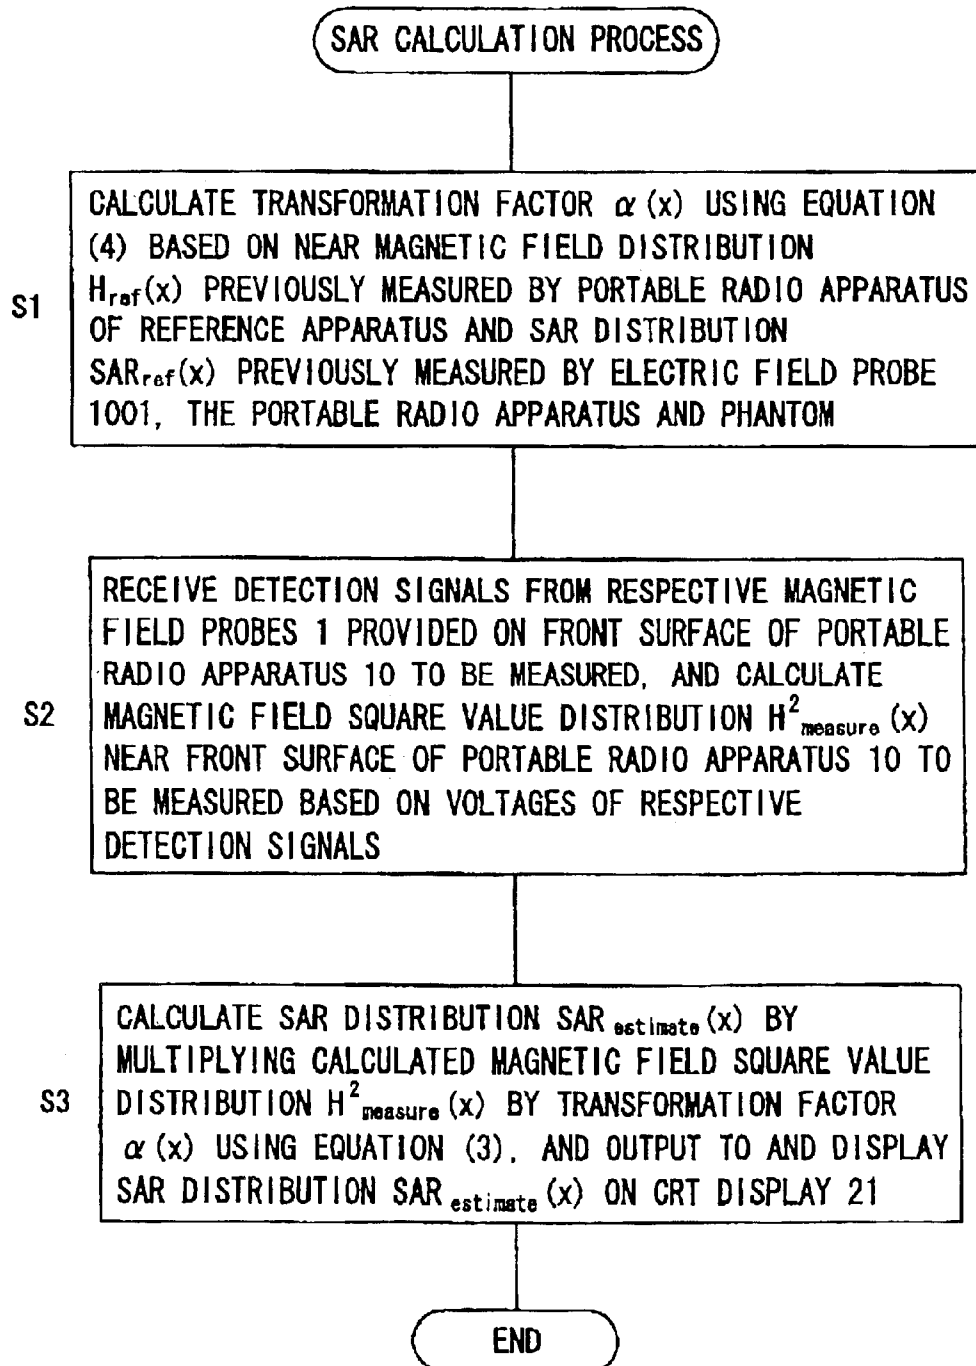 SAR CALCULATION PROCESS
S1
CALCULATE TRANSFORMATION FACTOR α(x) USING EQUATION
(4) BASED ON NEAR MAGNETIC FIELD DISTRIBUTION
H_ref(x) PREVIOUSLY MEASURED BY PORTABLE RADIO APPARATUS
OF REFERENCE APPARATUS AND SAR DISTRIBUTION
SAR_ref(x) PREVIOUSLY MEASURED BY ELECTRIC FIELD PROBE
1001, THE PORTABLE RADIO APPARATUS AND PHANTOM
S2
RECEIVE DETECTION SIGNALS FROM RESPECTIVE MAGNETIC
FIELD PROBES 1 PROVIDED ON FRONT SURFACE OF PORTABLE
RADIO APPARATUS 10 TO BE MEASURED, AND CALCULATE
MAGNETIC FIELD SQUARE VALUE DISTRIBUTION H²_measure(x)
NEAR FRONT SURFACE OF PORTABLE RADIO APPARATUS 10 TO
BE MEASURED BASED ON VOLTAGES OF RESPECTIVE
DETECTION SIGNALS
S3
CALCULATE SAR DISTRIBUTION SAR_estimate(x) BY
MULTIPLYING CALCULATED MAGNETIC FIELD SQUARE VALUE
DISTRIBUTION H²_measure(x) BY TRANSFORMATION FACTOR
α(x) USING EQUATION (3), AND OUTPUT TO AND DISPLAY
SAR DISTRIBUTION SAR_estimate(x) ON CRT DISPLAY 21
END